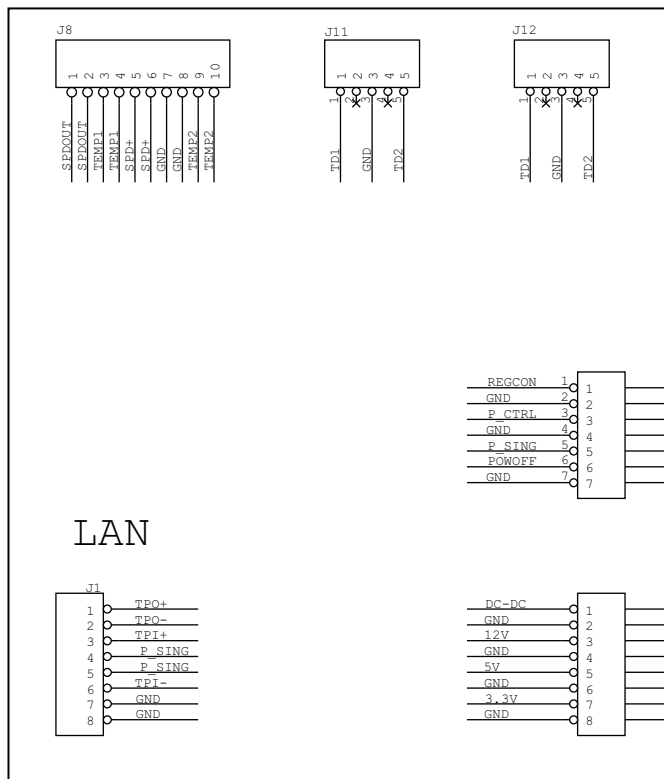 J8
1 2 3 4 5 6 7 8 9 10
SPDOUT
SPDOUT
TEMP1
TEMP1
SPD+
SPD+
GND
GND
TEMP2
TEMP2
J11
1 2 3 4 5
1 2 3 4 5
TD1
GND
TD2
J12
1 2 3 4 5
1 2 3 4 5
TD1
GND
TD2
REGCON 1 1
GND 2 2
P_CTRL 3 3
GND 4 4
P_SING 5 5
POWOFF 6 6
GND 7 7
LAN
J1
1 TPO+
2 TPO-
3 TPI+
4 P_SING
5 P_SING
6 TPI-
7 GND
8 GND
DC-DC 1
GND 2
12V 3
GND 4
5V 5
GND 6
3.3V 7
GND 8